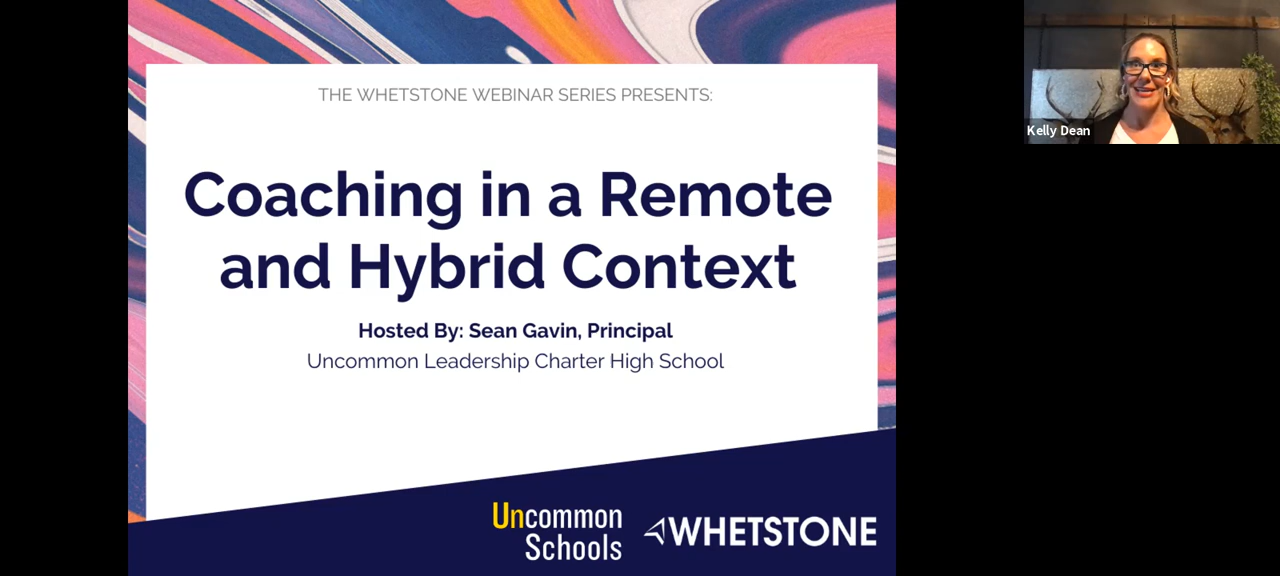 THE WHETSTONE WEBINAR SERIES PRESENTS:
Coaching in a Remote
and Hybrid Context
Hosted By: Sean Gavin, Principal
Uncommon Leadership Charter High School
Uncommon
Schools
WHETSTONE
Kelly Dean